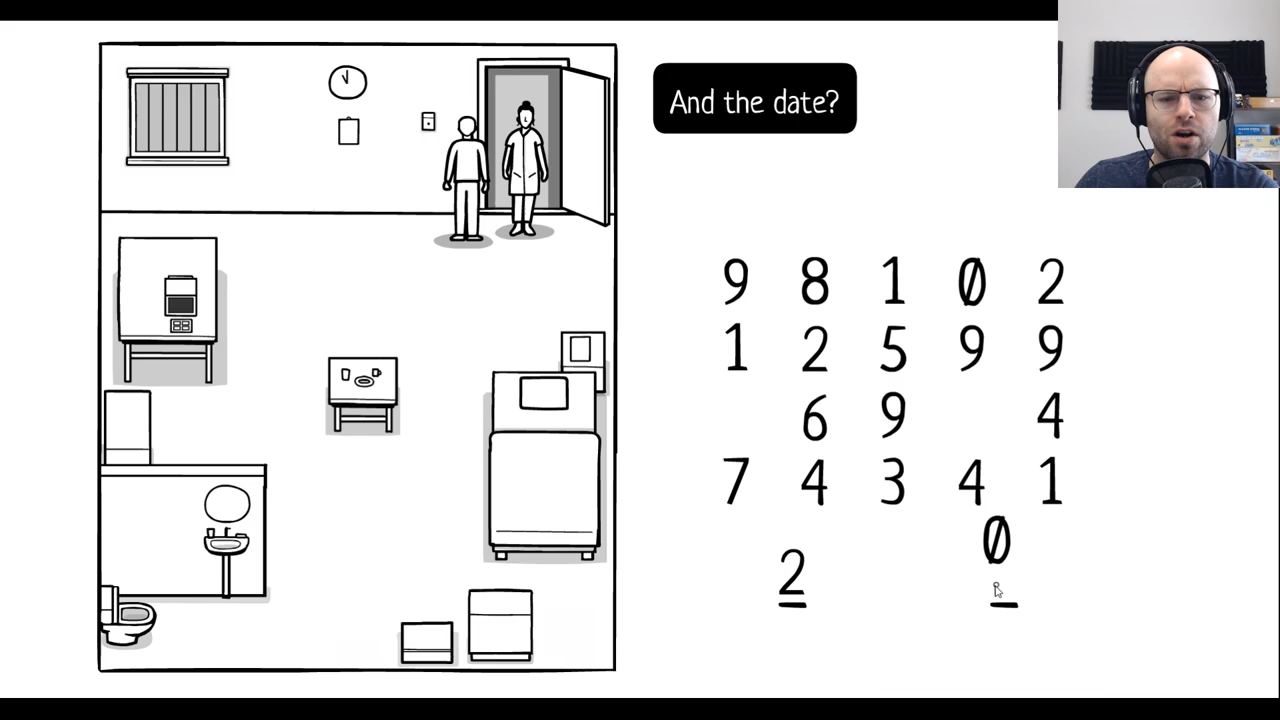 And the date?
9 8 1 0 2
1 2 5 9 9
6 9 4
7 4 3 4 1
0
2